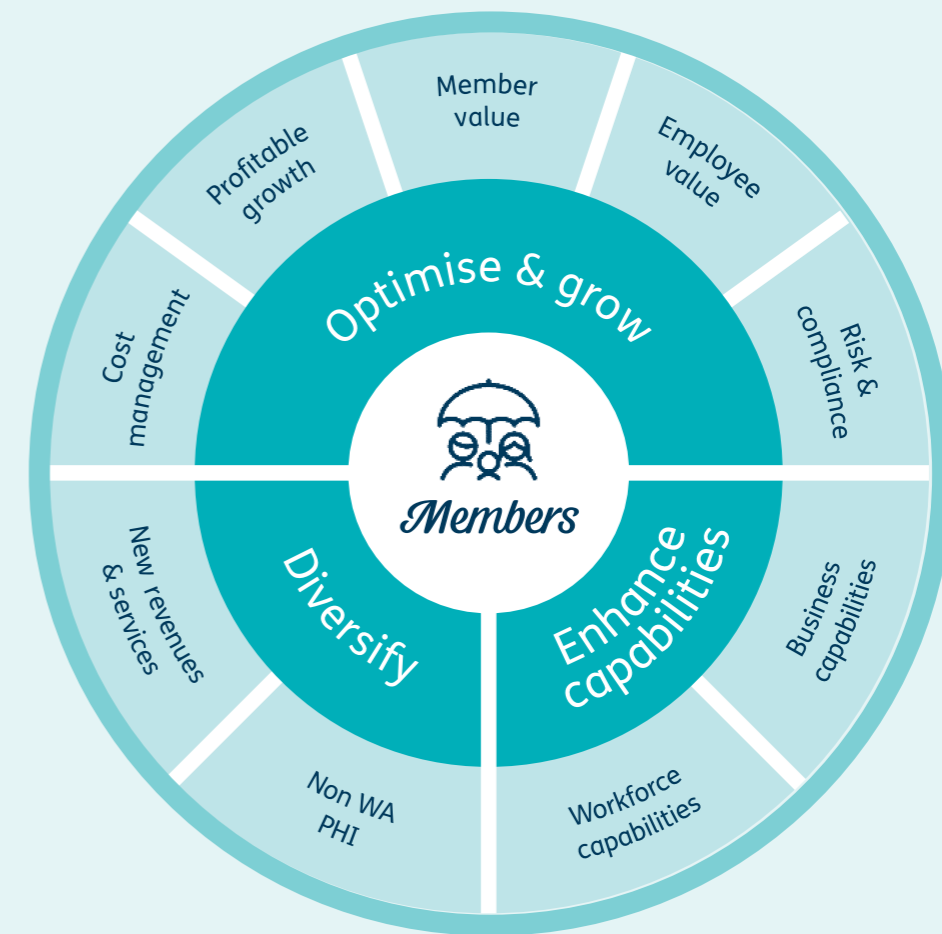 Member
value
Employee
value
Risk &
compliance
Business
capabilities
Workforce
capabilities
Non WA
PHI
New revenues
& services
Cost
management
Profitable
growth
Optimise & grow
Enhance
capabilities
Diversify
Members